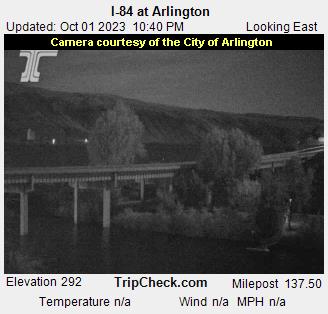 I-84 at Arlington
Updated: Oct 01 2023 10:40 PM Looking East
Camera courtesy of the City of Arlington
Elevation 292 TripCheck.com Milepost 137.50
Temperature n/a Wind n/a MPH n/a